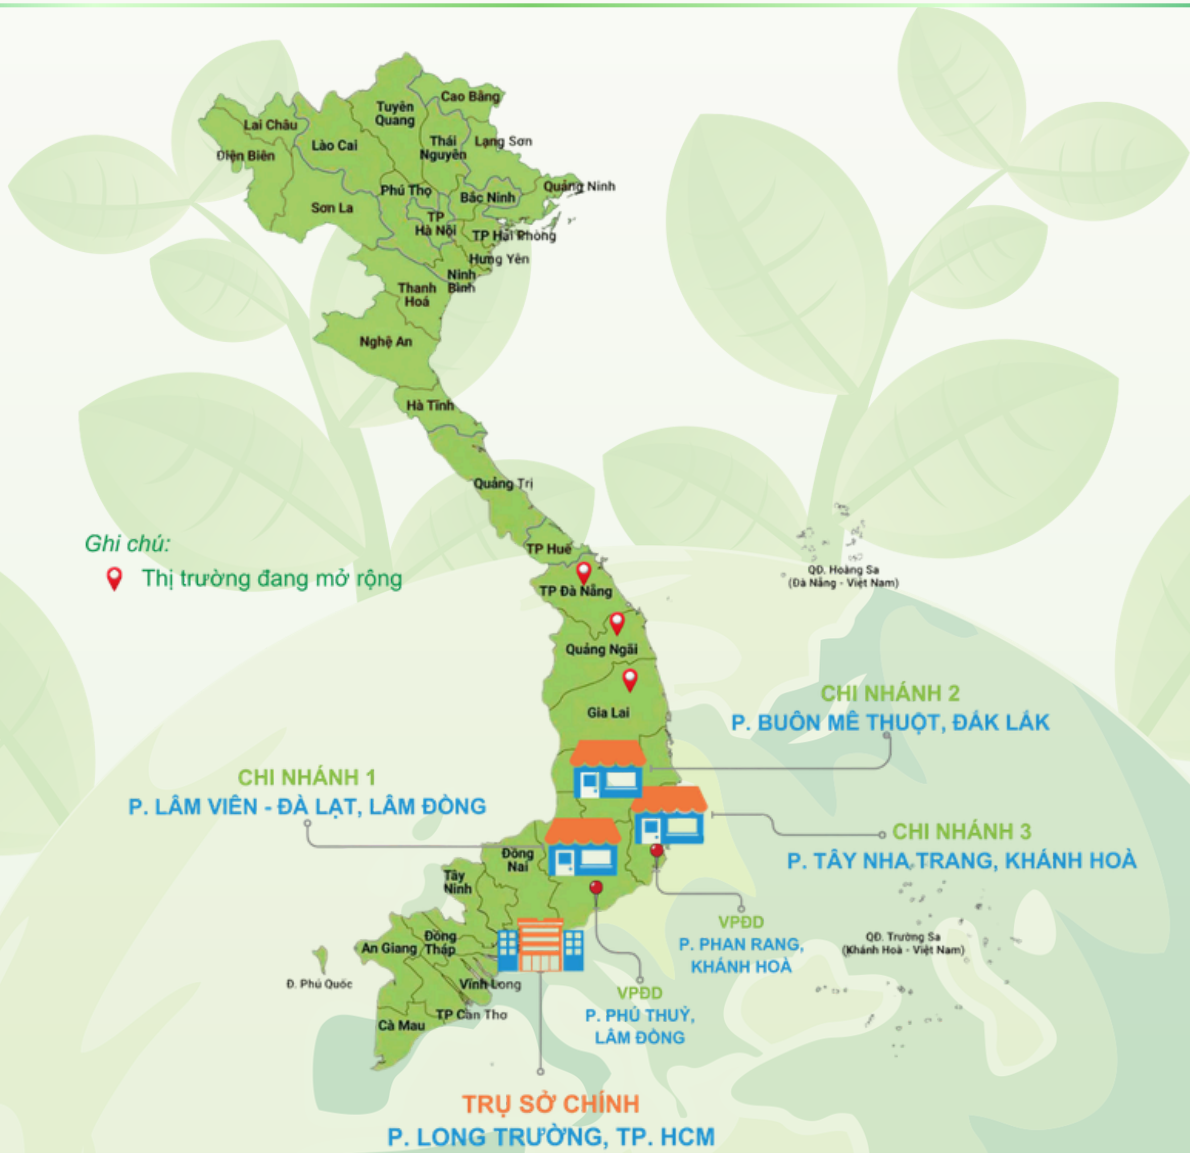 Cao Bằng
Tuyên
Quang
Lai Châu
Lào Cai
Thái
Nguyên
Lạng Sơn
Điện Biên
Phú Thọ
Bắc Ninh
Quảng Ninh
Sơn La
TP
Hà Nội
TP Hải Phòng
Hưng Yên
Ninh
Bình
Thanh
Hoá
Nghệ An
Hà Tĩnh
Quảng Trị
Ghi chú:
Thị trường đang mở rộng
TP Huế
TP Đà Nẵng
QĐ. Hoàng Sa
(Đà Nẵng - Việt Nam)
Quảng Ngãi
Gia Lai
CHI NHÁNH 2
P. BUÔN MÊ THUỘT, ĐẮK LẮK
CHI NHÁNH 1
P. LÂM VIÊN - ĐÀ LẠT, LÂM ĐỒNG
CHI NHÁNH 3
P. TÂY NHA TRANG, KHÁNH HOÀ
Đồng
Nai
Tây
Ninh
An Giang
Đồng
Tháp
VPĐD
P. PHAN RANG,
KHÁNH HOÀ
QĐ. Trường Sa
(Khánh Hoà - Việt Nam)
Đ. Phú Quốc
Vĩnh Long
TP Cần Thơ
Cà Mau
VPĐD
P. PHÚ THUỶ,
LÂM ĐỒNG
TRỤ SỞ CHÍNH
P. LONG TRƯỜNG, TP. HCM